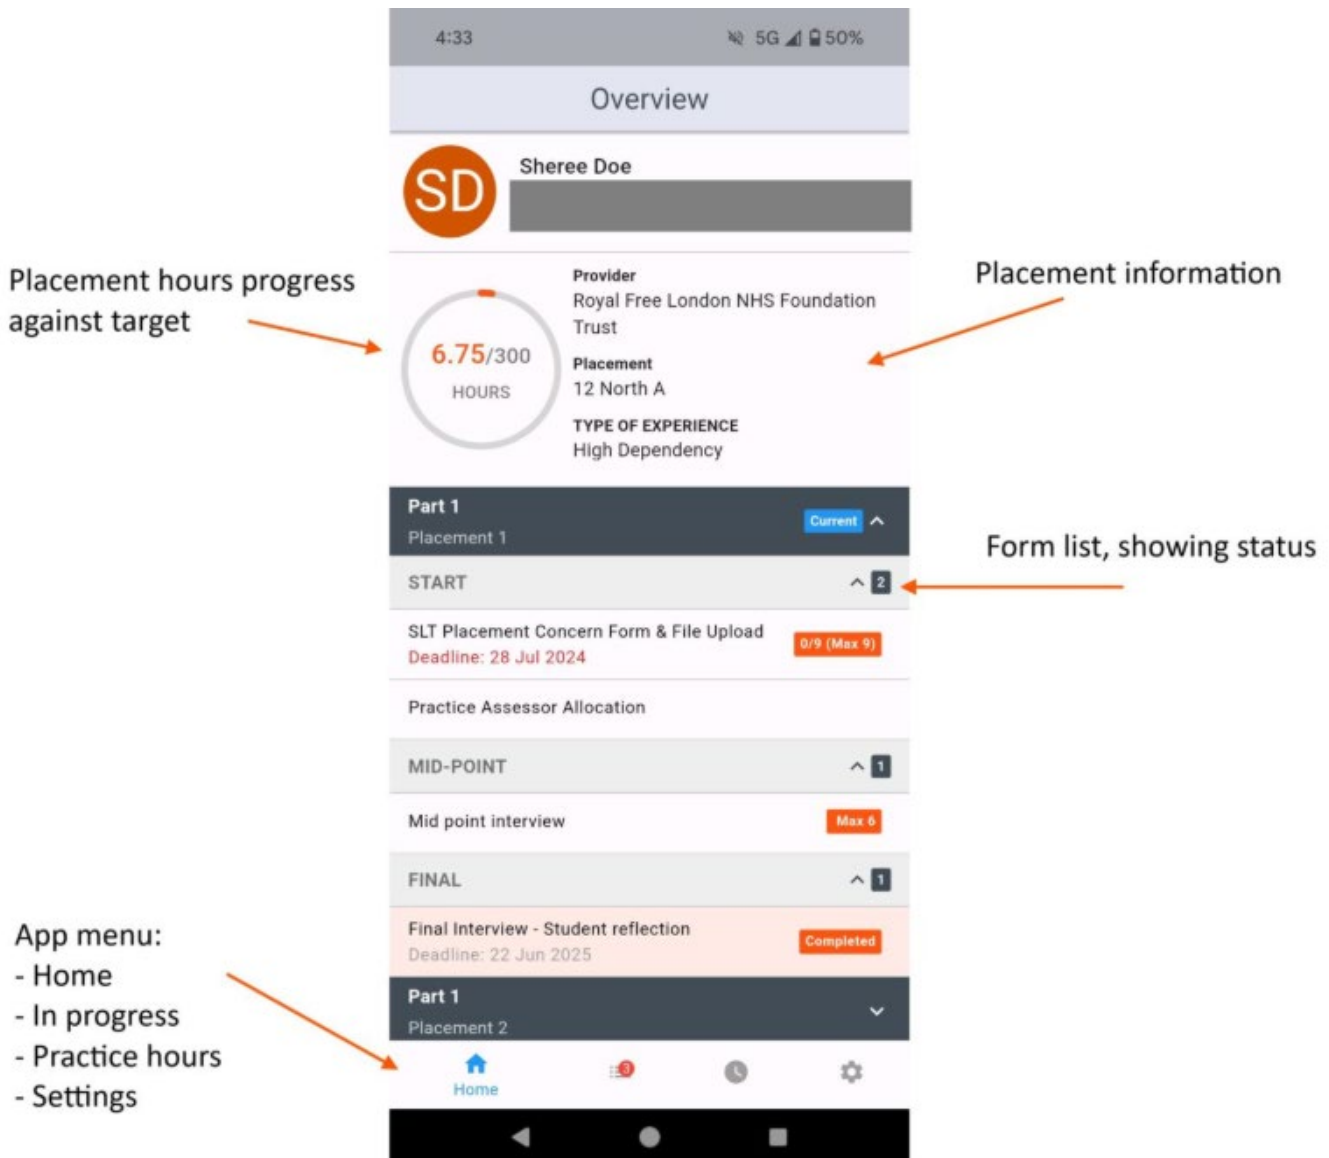 4:33 5G 50%
Overview
SD
Sheree Doe
Placement hours progress
against target
6.75/300
HOURS
Provider
Royal Free London NHS Foundation
Trust
Placement
12 North A
TYPE OF EXPERIENCE
High Dependency
Placement information
Part 1
Placement 1
Current
Form list, showing status
START 2
SLT Placement Concern Form & File Upload
Deadline: 28 Jul 2024
0/9 (Max 9)
Practice Assessor Allocation
MID-POINT 1
Mid point interview Max 6
FINAL 1
Final Interview - Student reflection
Deadline: 22 Jun 2025
Completed
Part 1
Placement 2
App menu:
- Home
- In progress
- Practice hours
- Settings
3
Home